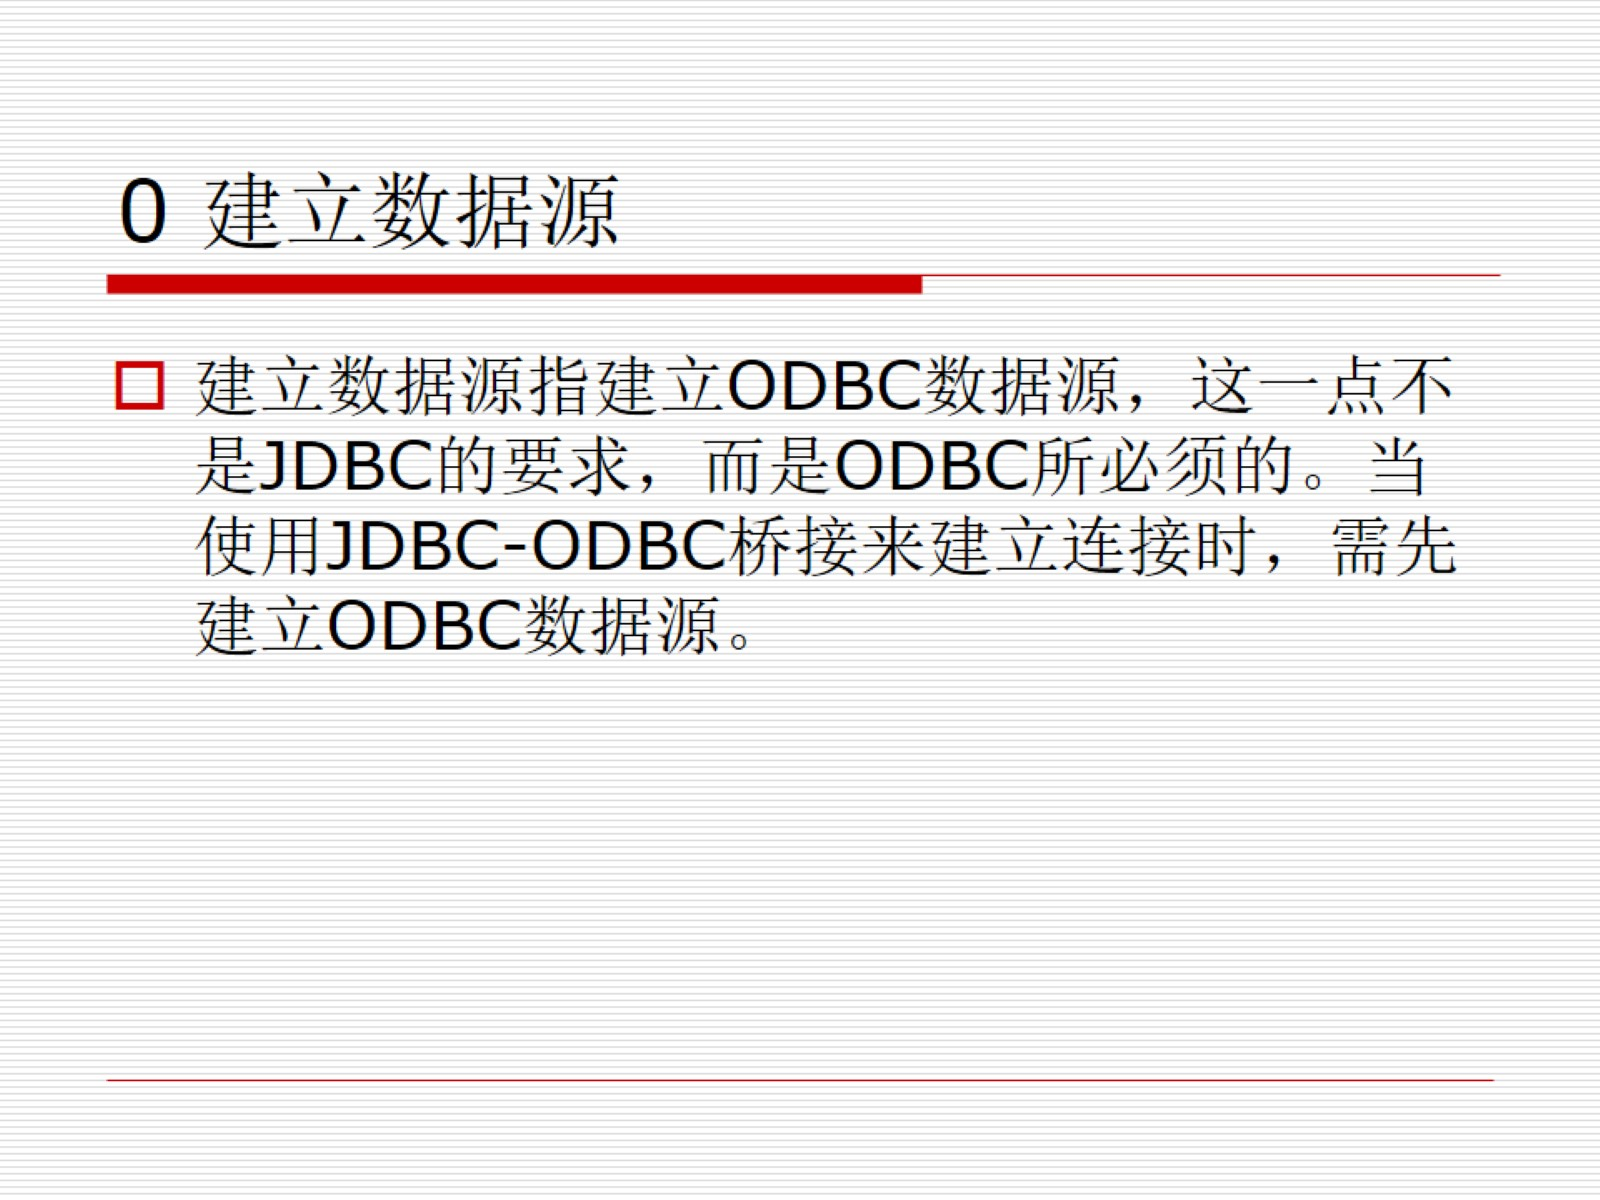 0 建立数据源
建立数据源指建立ODBC数据源，这一点不
是JDBC的要求，而是ODBC所必须的。当
使用JDBC-ODBC桥接来建立连接时，需先
建立ODBC数据源。